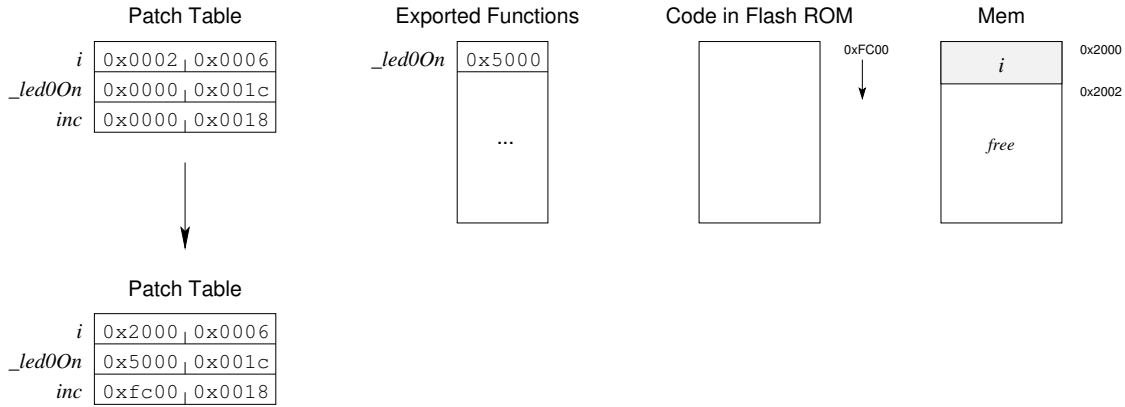 Patch Table
Exported Functions
Code in Flash ROM
Mem
i 0x0002 0x0006
_led0On 0x0000 0x001c
inc 0x0000 0x0018
_led0On 0x5000
...
0xFC00
i
0x2000
0x2002
free
Patch Table
i 0x2000 0x0006
_led0On 0x5000 0x001c
inc 0xfc00 0x0018